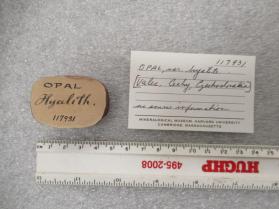 OPAL
Hyalith.
117931
117931
OPAL, var. hyalite
[Valec, Cechy, Czechoslovakia]
no source information
MINERALOGICAL MUSEUM, HARVARD UNIVERSITY
CAMBRIDGE, MASSACHUSETTS
495-2008
HUGHP